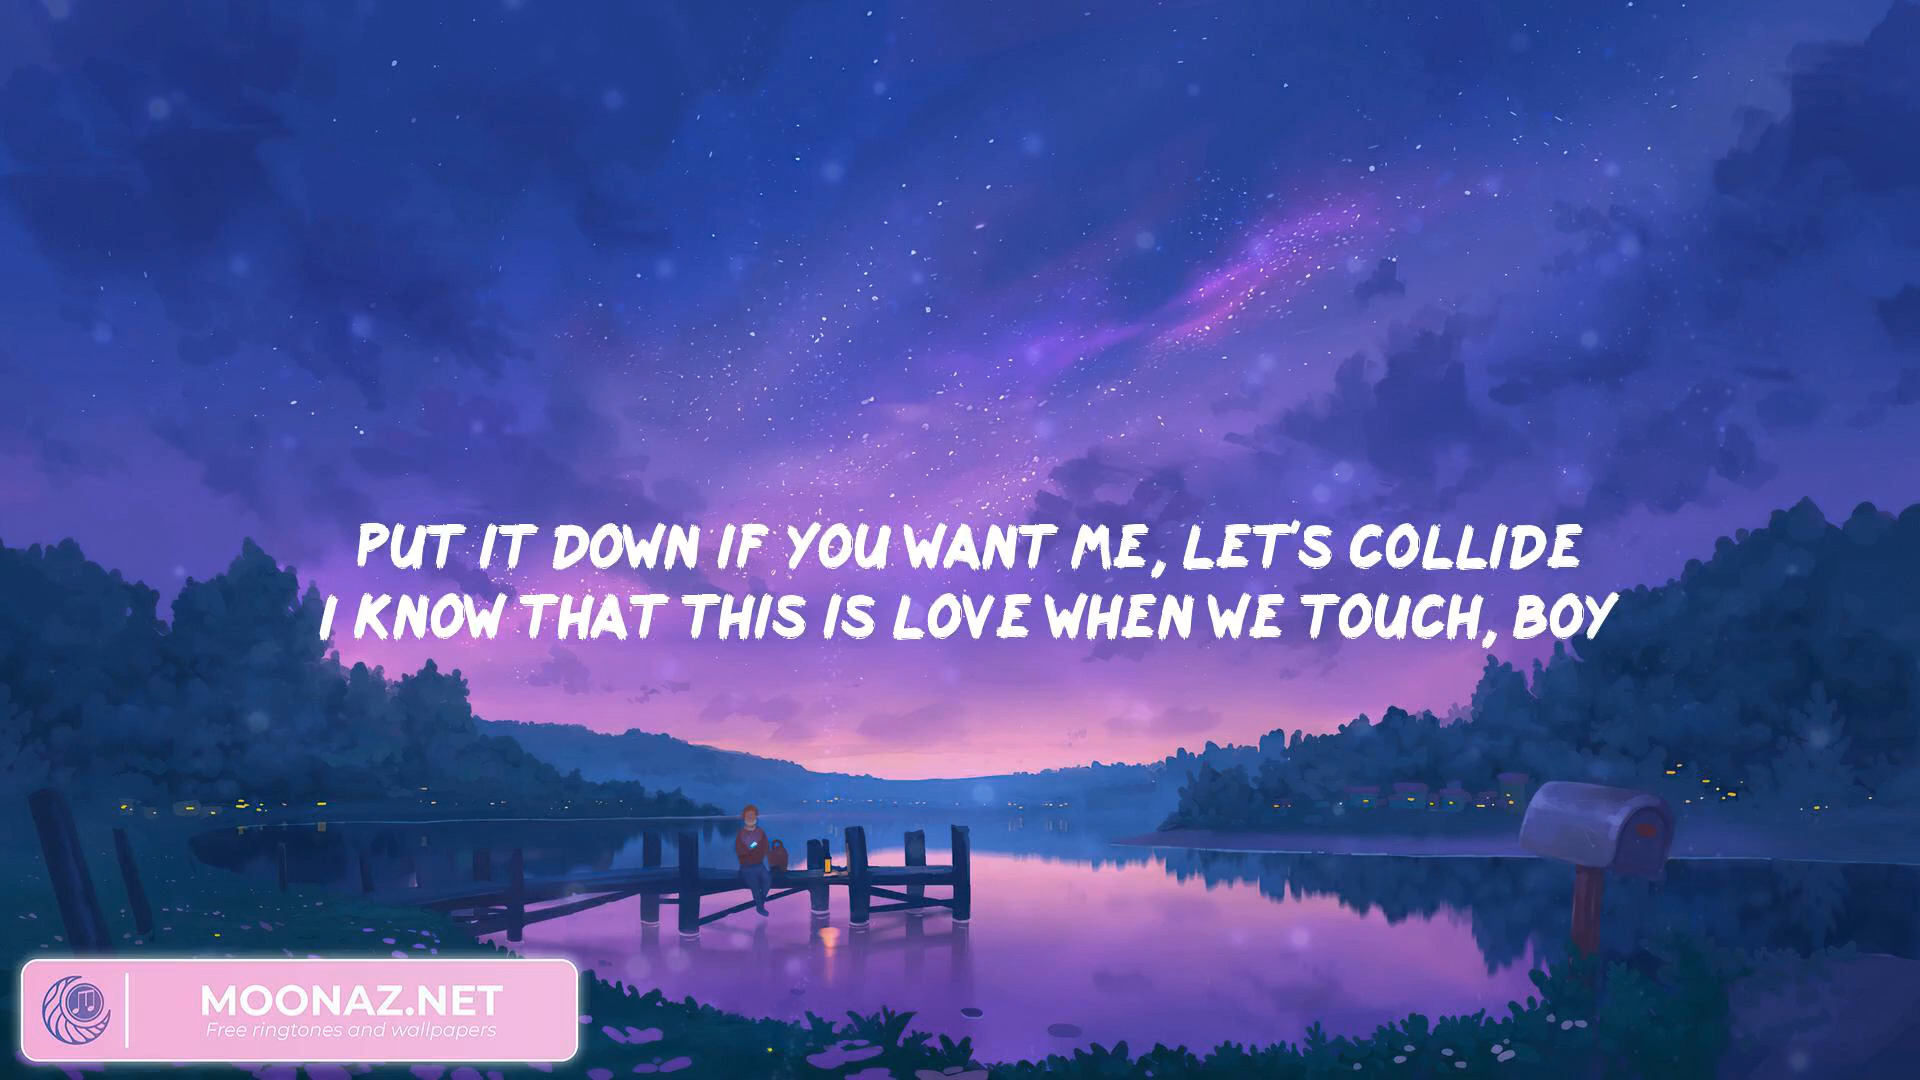 PUT IT DOWN IF YOU WANT ME, LET'S COLLIDE
I KNOW THAT THIS IS LOVE WHEN WE TOUCH, BOY
MOONAZ.NET
Free ringtones and wallpapers